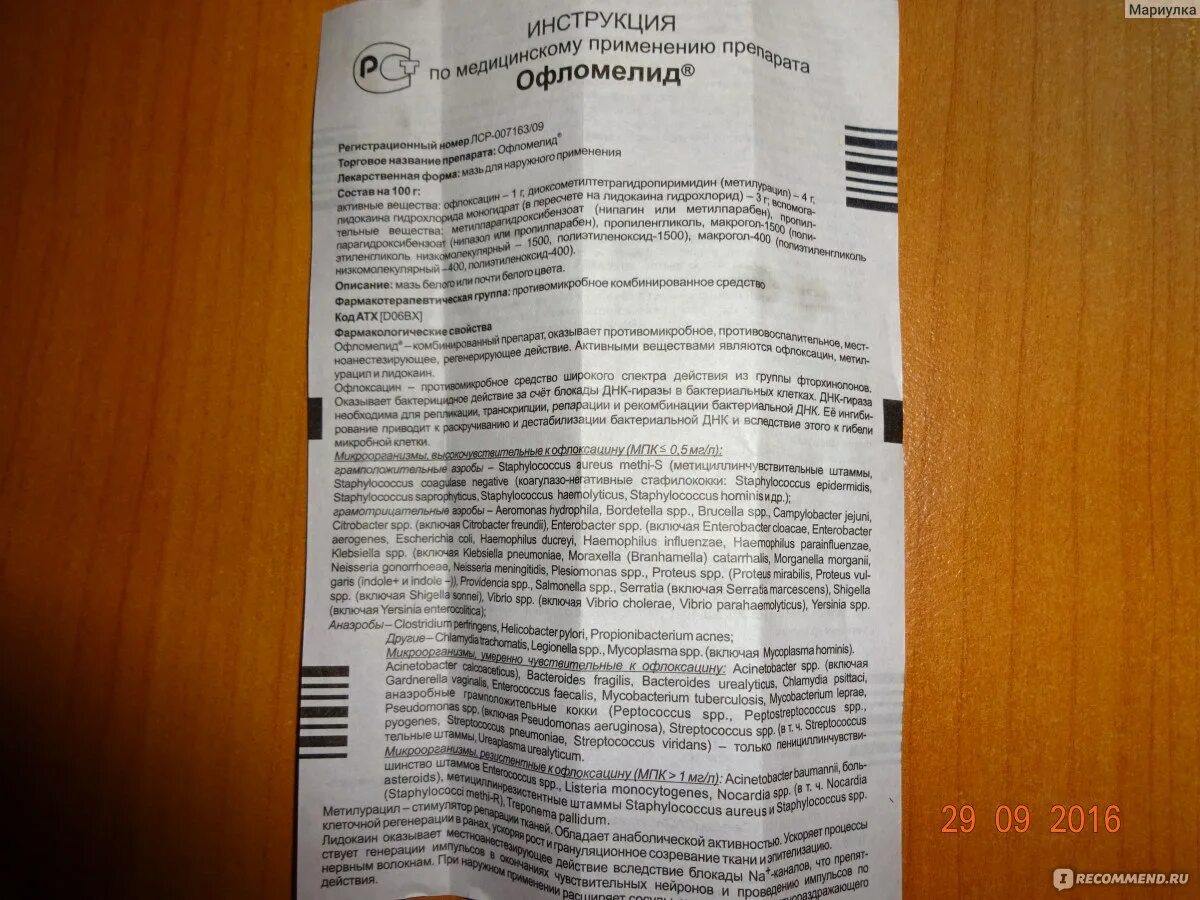 Мариулка
ИНСТРУКЦИЯ
по медицинскому применению препарата
Офломелид®
РСТ
Регистрационный номер ЛСР-007163/09
Торговое название препарата: Офломелид®
Лекарственная форма: мазь для наружного применения
Состав на 100 г:
активные вещества: офлоксацин – 1 г, диоксометилтетрагидропиримидин (метилурацил) – 4 г,
лидокаина гидрохлорида моногидрат (в пересчете на лидокаина гидрохлорид) – 3 г; вспомога-
тельные вещества: метилпарагидроксибензоат (нипагин или метилпарабен), пропил-
парагидроксибензоат (нипазол или пропилпарабен), пропиленгликоль, макрогол-1500 (поли-
этиленгликоль низкомолекулярный – 1500, полиэтиленоксид-1500), макрогол-400 (полиэтиленгликоль
низкомолекулярный –400, полиэтиленоксид-400).
Описание: мазь белого или почти белого цвета.
Фармакотерапевтическая группа: противомикробное комбинированное средство
Код АТХ [D06BX]
Фармакологические свойства
Офломелид® – комбинированный препарат, оказывает противомикробное, противовоспалительное, мест-
ноанестезирующее, регенерирующее действие. Активными веществами являются офлоксацин, метил-
урацил и лидокаин.
Офлоксацин – противомикробное средство широкого спектра действия из группы фторхинолонов.
Оказывает бактерицидное действие за счёт блокады ДНК-гиразы в бактериальных клетках. ДНК-гираза
необходима для репликации, транскрипции, репарации и рекомбинации бактериальной ДНК. Её ингиби-
рование приводит к раскручиванию и дестабилизации бактериальной ДНК и вследствие этого к гибели
микробной клетки.
Микроорганизмы, высокочувствительные к офлоксацину (МПК ≤ 0,5 мг/л):
грамположительные аэробы – Staphylococcus aureus methi-S (метициллинчувствительные штаммы,
Staphylococcus coagulase negative (коагулазо-негативные стафилококки: Staphylococcus epidermidis,
Staphylococcus saprophyticus, Staphylococcus haemolyticus, Staphylococcus hominis и др.);
грамотрицательные аэробы – Aeromonas hydrophila, Bordetella spp., Brucella spp., Campylobacter jejuni,
Citrobacter spp. (включая Citrobacter freundii), Enterobacter spp. (включая Enterobacter cloacae, Enterobacter
aerogenes, Escherichia coli, Haemophilus ducreyi, Haemophilus influenzae, Haemophilus parainfluenzae,
Klebsiella spp. (включая Klebsiella pneumoniae, Moraxella (Branhamella) catarrhalis, Morganella morganii,
Neisseria gonorrhoeae, Neisseria meningitidis, Plesiomonas spp., Proteus spp. (Proteus mirabilis, Proteus vul-
garis (indole+ и indole –)), Providencia spp., Salmonella spp., Serratia (включая Serratia marcescens), Shigella
spp. (включая Shigella sonnei), Vibrio spp. (включая Vibrio cholerae, Vibrio parahaemolyticus), Yersinia spp.
(включая Yersinia enterocolitica);
Анаэробы – Clostridium perfringens, Helicobacter pylori, Propionibacterium acnes;
Другие – Chlamydia trachomatis, Legionella spp., Mycoplasma spp. (включая Mycoplasma hominis).
Микроорганизмы, умеренно чувствительные к офлоксацину: Acinetobacter spp. (включая
Acinetobacter calcoaceticus), Bacteroides fragilis, Bacteroides urealyticus, Chlamydia psittaci,
Gardnerella vaginalis, Enterococcus faecalis, Mycobacterium tuberculosis, Mycobacterium leprae,
анаэробные грамположительные кокки (Peptococcus spp., Peptostreptococcus spp.,
Pseudomonas spp. (включая Pseudomonas aeruginosa), Streptococcus spp. (в т. ч. Streptococcus
pyogenes, Streptococcus pneumoniae, Streptococcus viridans) – только пенициллинчувстви-
тельные штаммы, Ureaplasma urealyticum.
Микроорганизмы, резистентные к офлоксацину (МПК > 1 мг/л): Acinetobacter baumannii, боль-
шинство штаммов Enterococcus spp., Listeria monocytogenes, Nocardia spp. (в т. ч. Nocardia
asteroids), метициллинрезистентные штаммы Staphylococcus aureus и Staphylococcus spp.
(Staphylococci methi-R), Treponema pallidum.
Метилурацил – стимулятор репарации тканей. Обладает анаболической активностью. Ускоряет процессы
клеточной регенерации в ранах, ускоряя рост и грануляционное созревание ткани и эпителизацию.
Лидокаин оказывает местноанестезирующее действие вследствие блокады Na⁺-каналов, что препят-
ствует генерации импульсов в окончаниях чувствительных нейронов и проведению импульсов по
нервным волокнам. При наружном применении расширяет
действия.
29 09 2016
IRECOMMEND.RU